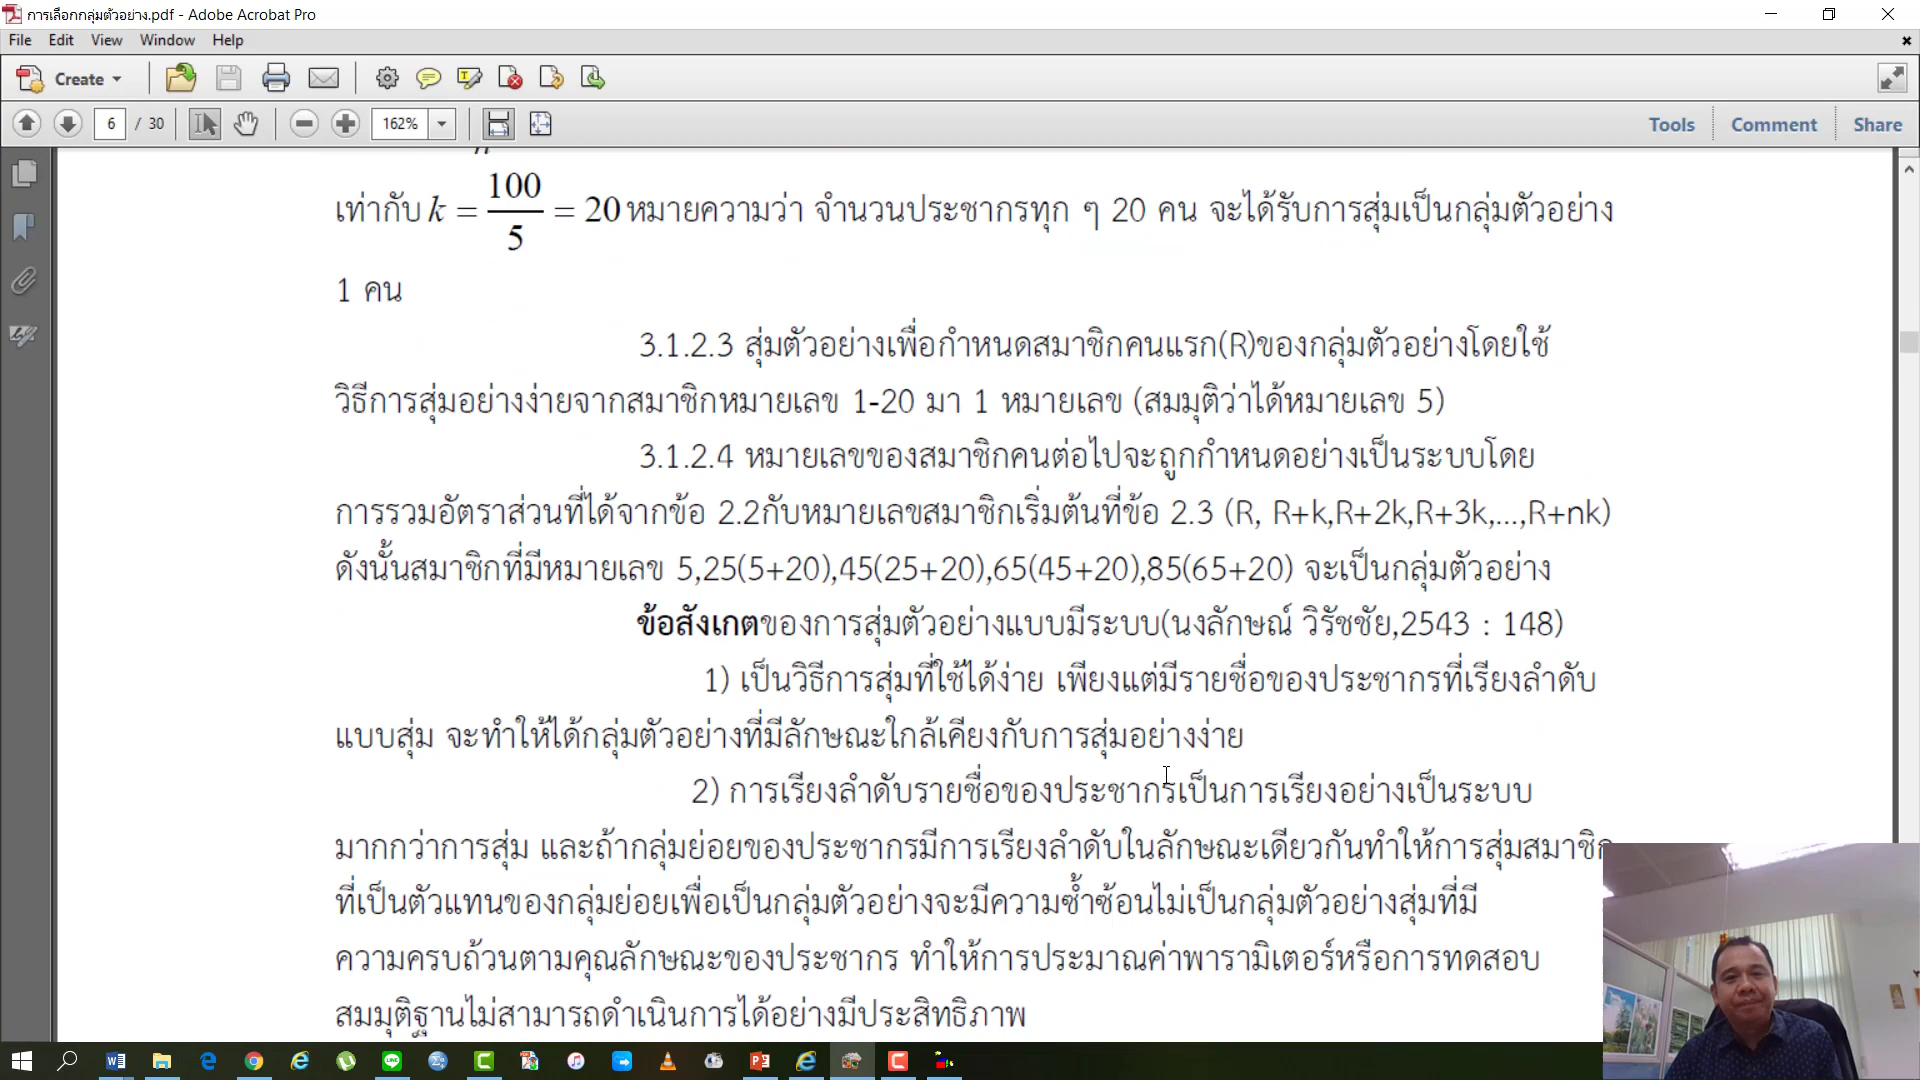 การเลือกกลุ่มตัวอย่าง.pdf - Adobe Acrobat Pro
File Edit View Window Help
Create
6 / 30 162% Tools Comment Share
n
เท่ากับ k = 100/5 = 20 หมายความว่า จำนวนประชากรทุก ๆ 20 คน จะได้รับการสุ่มเป็นกลุ่มตัวอย่าง
1 คน
3.1.2.3 สุ่มตัวอย่างเพื่อกำหนดสมาชิกคนแรก(R)ของกลุ่มตัวอย่างโดยใช้
วิธีการสุ่มอย่างง่ายจากสมาชิกหมายเลข 1-20 มา 1 หมายเลข (สมมุติว่าได้หมายเลข 5)
3.1.2.4 หมายเลขของสมาชิกคนต่อไปจะถูกกำหนดอย่างเป็นระบบโดย
การรวมอัตราส่วนที่ได้จากข้อ 2.2กับหมายเลขสมาชิกเริ่มต้นที่ข้อ 2.3 (R, R+k,R+2k,R+3k,...,R+nk)
ดังนั้นสมาชิกที่มีหมายเลข 5,25(5+20),45(25+20),65(45+20),85(65+20) จะเป็นกลุ่มตัวอย่าง
ข้อสังเกตของการสุ่มตัวอย่างแบบมีระบบ(นงลักษณ์ วิรัชชัย,2543 : 148)
1) เป็นวิธีการสุ่มที่ใช้ได้ง่าย เพียงแต่มีรายชื่อของประชากรที่เรียงลำดับ
แบบสุ่ม จะทำให้ได้กลุ่มตัวอย่างที่มีลักษณะใกล้เคียงกับการสุ่มอย่างง่าย
2) การเรียงลำดับรายชื่อของประชากรเป็นการเรียงอย่างเป็นระบบ
มากกว่าการสุ่ม และถ้ากลุ่มย่อยของประชากรมีการเรียงลำดับในลักษณะเดียวกันทำให้การสุ่มสมาชิก
ที่เป็นตัวแทนของกลุ่มย่อยเพื่อเป็นกลุ่มตัวอย่างจะมีความซ้ำซ้อนไม่เป็นกลุ่มตัวอย่างสุ่มที่มี
ความครบถ้วนตามคุณลักษณะของประชากร ทำให้การประมาณค่าพารามิเตอร์หรือการทดสอบ
สมมุติฐานไม่สามารถดำเนินการได้อย่างมีประสิทธิภาพ